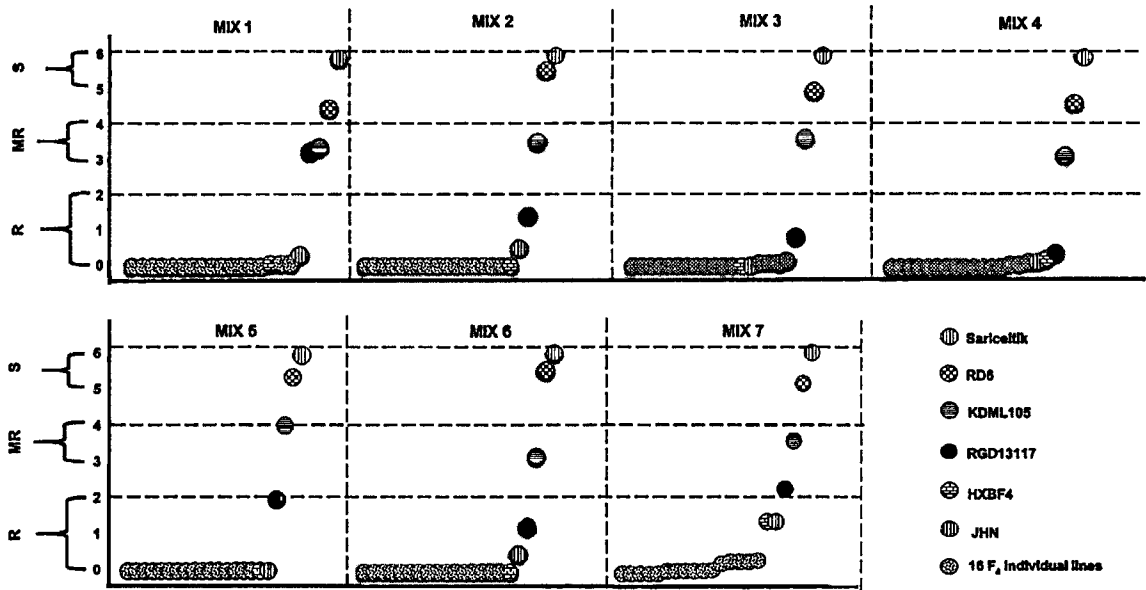 MIX 1
MIX 2
MIX 3
MIX 4
S
MR
R
6
5
4
3
2
1
0
MIX 5
MIX 6
MIX 7
S
MR
R
6
5
4
3
2
1
0
Sariceltik
RD6
KDML105
RGD13117
HXBF4
JHN
16 F4 individual lines